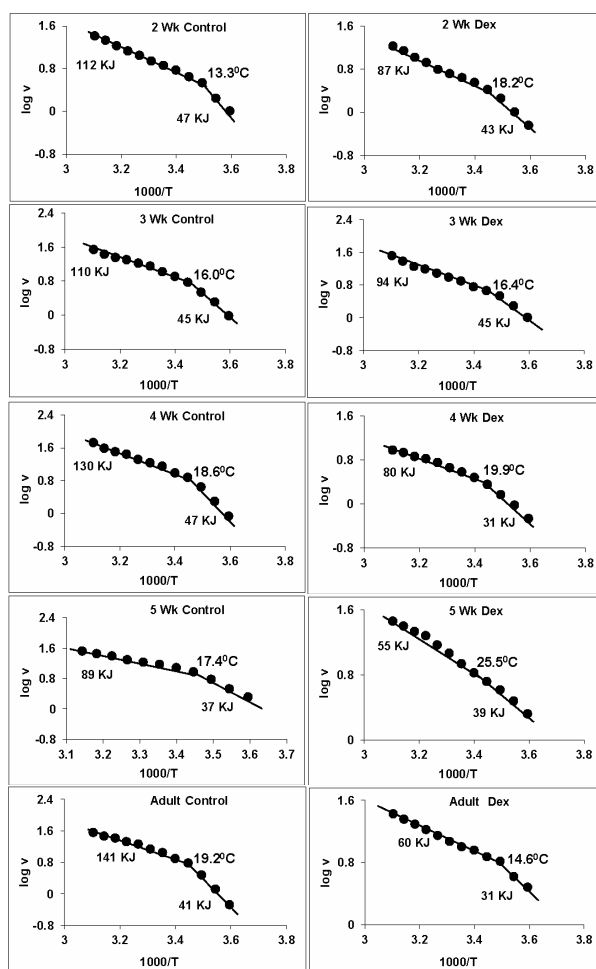 2 Wk Control
1.6
0.8
0
-0.8
log v
112 KJ
13.3⁰C
47 KJ
3 3.2 3.4 3.6 3.8
1000/T
2 Wk Dex
1.6
0.8
0
-0.8
log v
87 KJ
18.2⁰C
43 KJ
3 3.2 3.4 3.6 3.8
1000/T
3 Wk Control
2.4
1.6
0.8
0
-0.8
log v
110 KJ
16.0⁰C
45 KJ
3 3.2 3.4 3.6 3.8
1000/T
3 Wk Dex
2.4
1.6
0.8
0
-0.8
log v
94 KJ
16.4⁰C
45 KJ
3 3.2 3.4 3.6 3.8
1000/T
4 Wk Control
2.4
1.6
0.8
0
-0.8
log v
130 KJ
18.6⁰C
47 KJ
3 3.2 3.4 3.6 3.8
1000/T
4 Wk Dex
1.6
0.8
0
-0.8
log v
80 KJ
19.9⁰C
31 KJ
3 3.2 3.4 3.6 3.8
1000/T
5 Wk Control
2.4
1.6
0.8
0
-0.8
log v
89 KJ
17.4⁰C
37 KJ
3.1 3.2 3.3 3.4 3.5 3.6 3.7
1000/T
5 Wk Dex
1.6
0.8
0
log v
55 KJ
25.5⁰C
39 KJ
3 3.2 3.4 3.6 3.8
1000/T
Adult Control
2.4
1.6
0.8
0
-0.8
log v
141 KJ
19.2⁰C
41 KJ
3 3.2 3.4 3.6 3.8
1000/T
Adult Dex
1.6
0.8
0
log v
60 KJ
14.6⁰C
31 KJ
3 3.2 3.4 3.6 3.8
1000/T